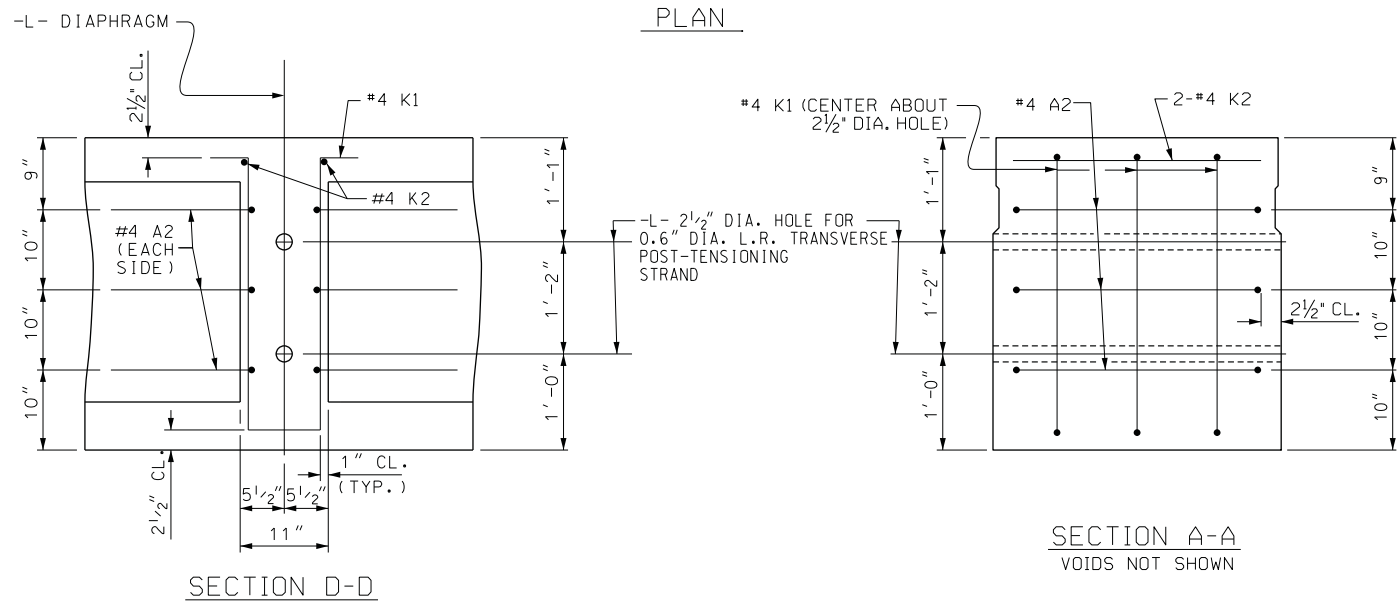 PLAN
-L- DIAPHRAGM
2½" CL.
#4 K1
#4 K2
#4 A2
(EACH
SIDE)
9"
10"
10"
10"
1'-1"
1'-2"
1'-0"
2½" CL.
5½"
5½"
11"
1" CL.
(TYP.)
SECTION D-D
-L- 2½" DIA. HOLE FOR
0.6" DIA. L.R. TRANSVERSE
POST-TENSIONING
STRAND
#4 K1 (CENTER ABOUT
2½" DIA. HOLE)
#4 A2
2-#4 K2
1'-1"
1'-2"
1'-0"
9"
10"
10"
10"
2½" CL.
SECTION A-A
VOIDS NOT SHOWN